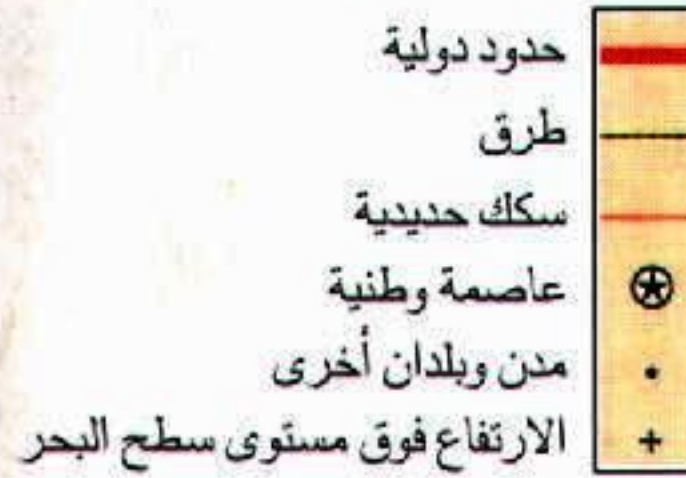 حدود دولية
طرق
سكك حديدية
عاصمة وطنية
مدن وبلدان أخرى
الارتفاع فوق مستوى سطح البحر